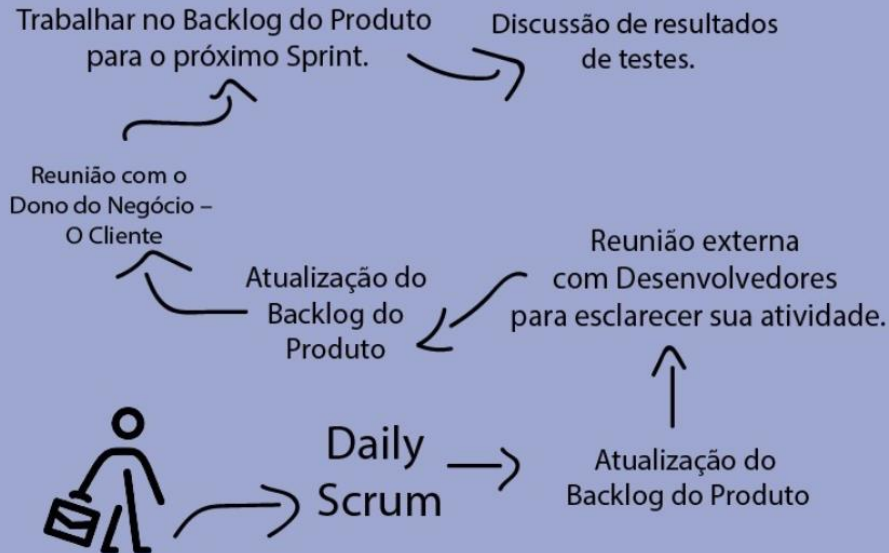 Trabalhar no Backlog do Produto
para o próximo Sprint.
Discussão de resultados
de testes.
Reunião com o
Dono do Negócio –
O Cliente
Reunião externa
com Desenvolvedores
para esclarecer sua atividade.
Atualização do
Backlog do
Produto
Daily
Scrum
Atualização do
Backlog do Produto